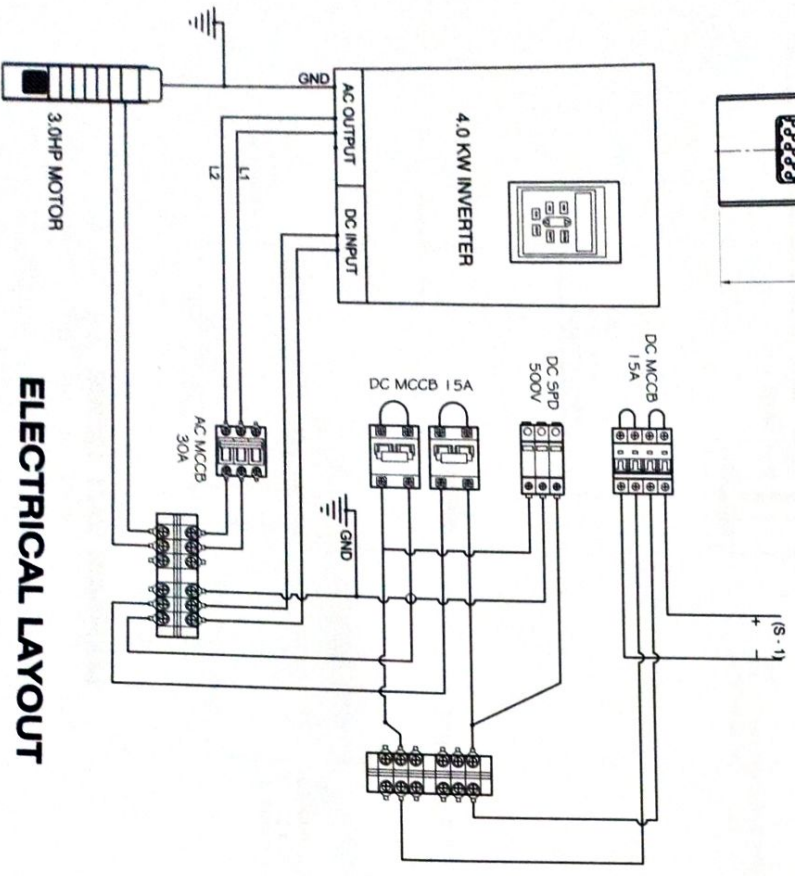 (S - 1)
+
−
DC MCCB
15A
DC SPD
500V
DC MCCB 15A
4.0 KW INVERTER
AC OUTPUT
DC INPUT
GND
L1
L2
GND
AC MCCB
30A
3.0HP MOTOR
ELECTRICAL LAYOUT